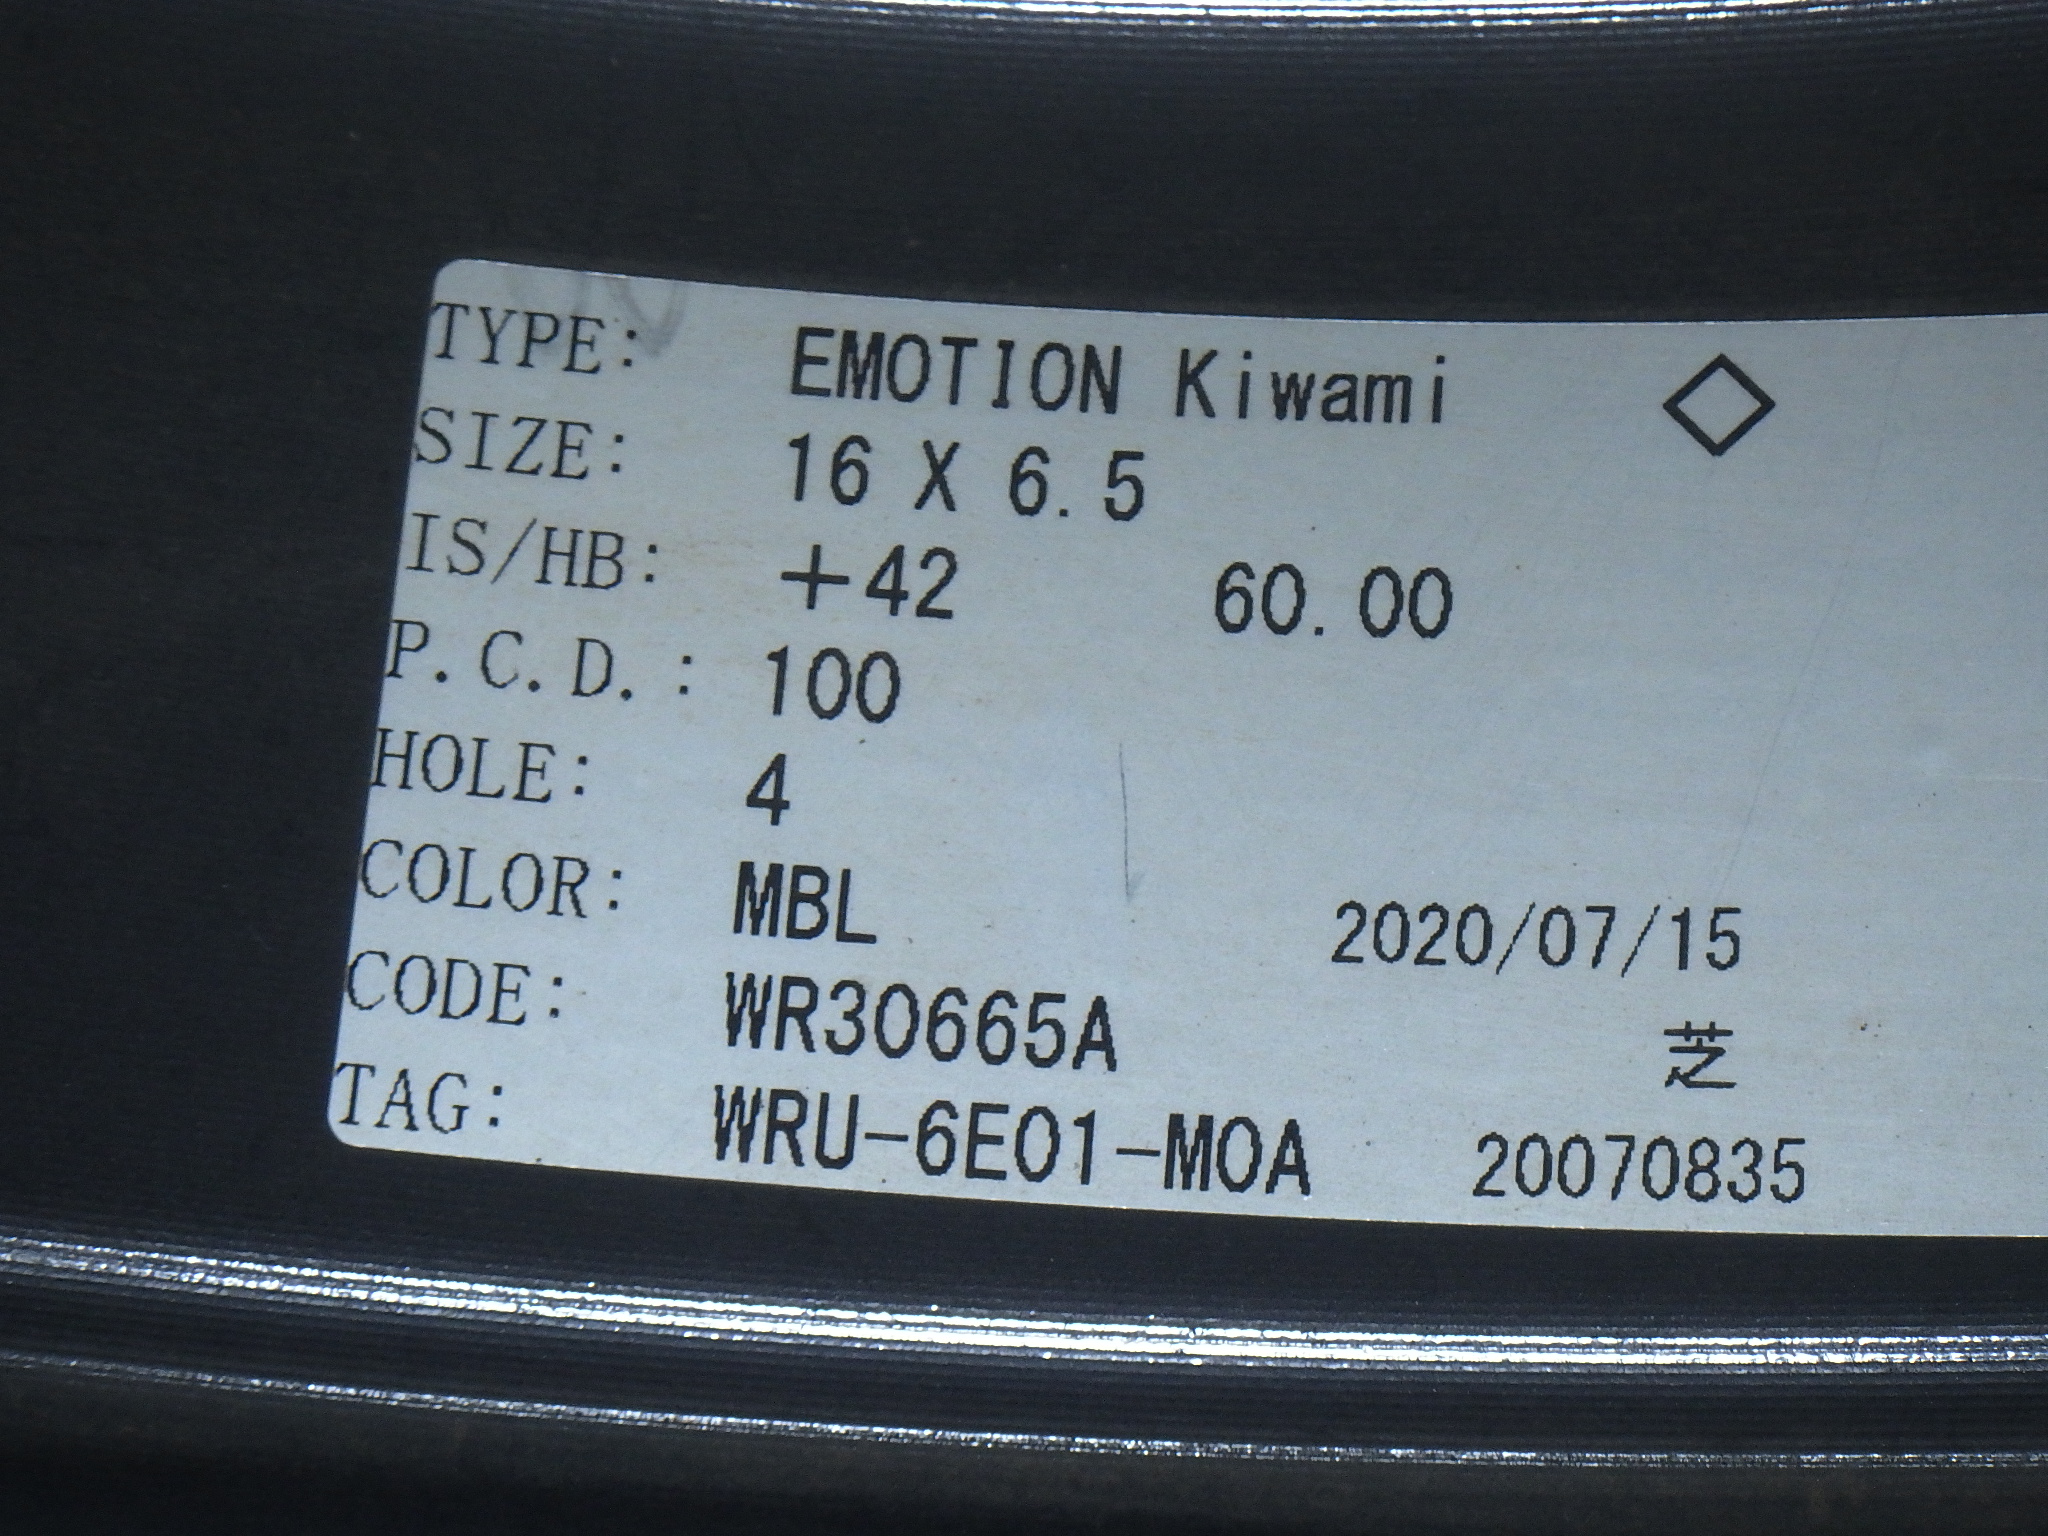 TYPE: EMOTION Kiwami ◇
SIZE: 16 X 6.5
IS/HB: +42 60.00
P.C.D.: 100
HOLE: 4
COLOR: MBL 2020/07/15
CODE: WR30665A 芝
TAG: WRU-6E01-M0A 20070835